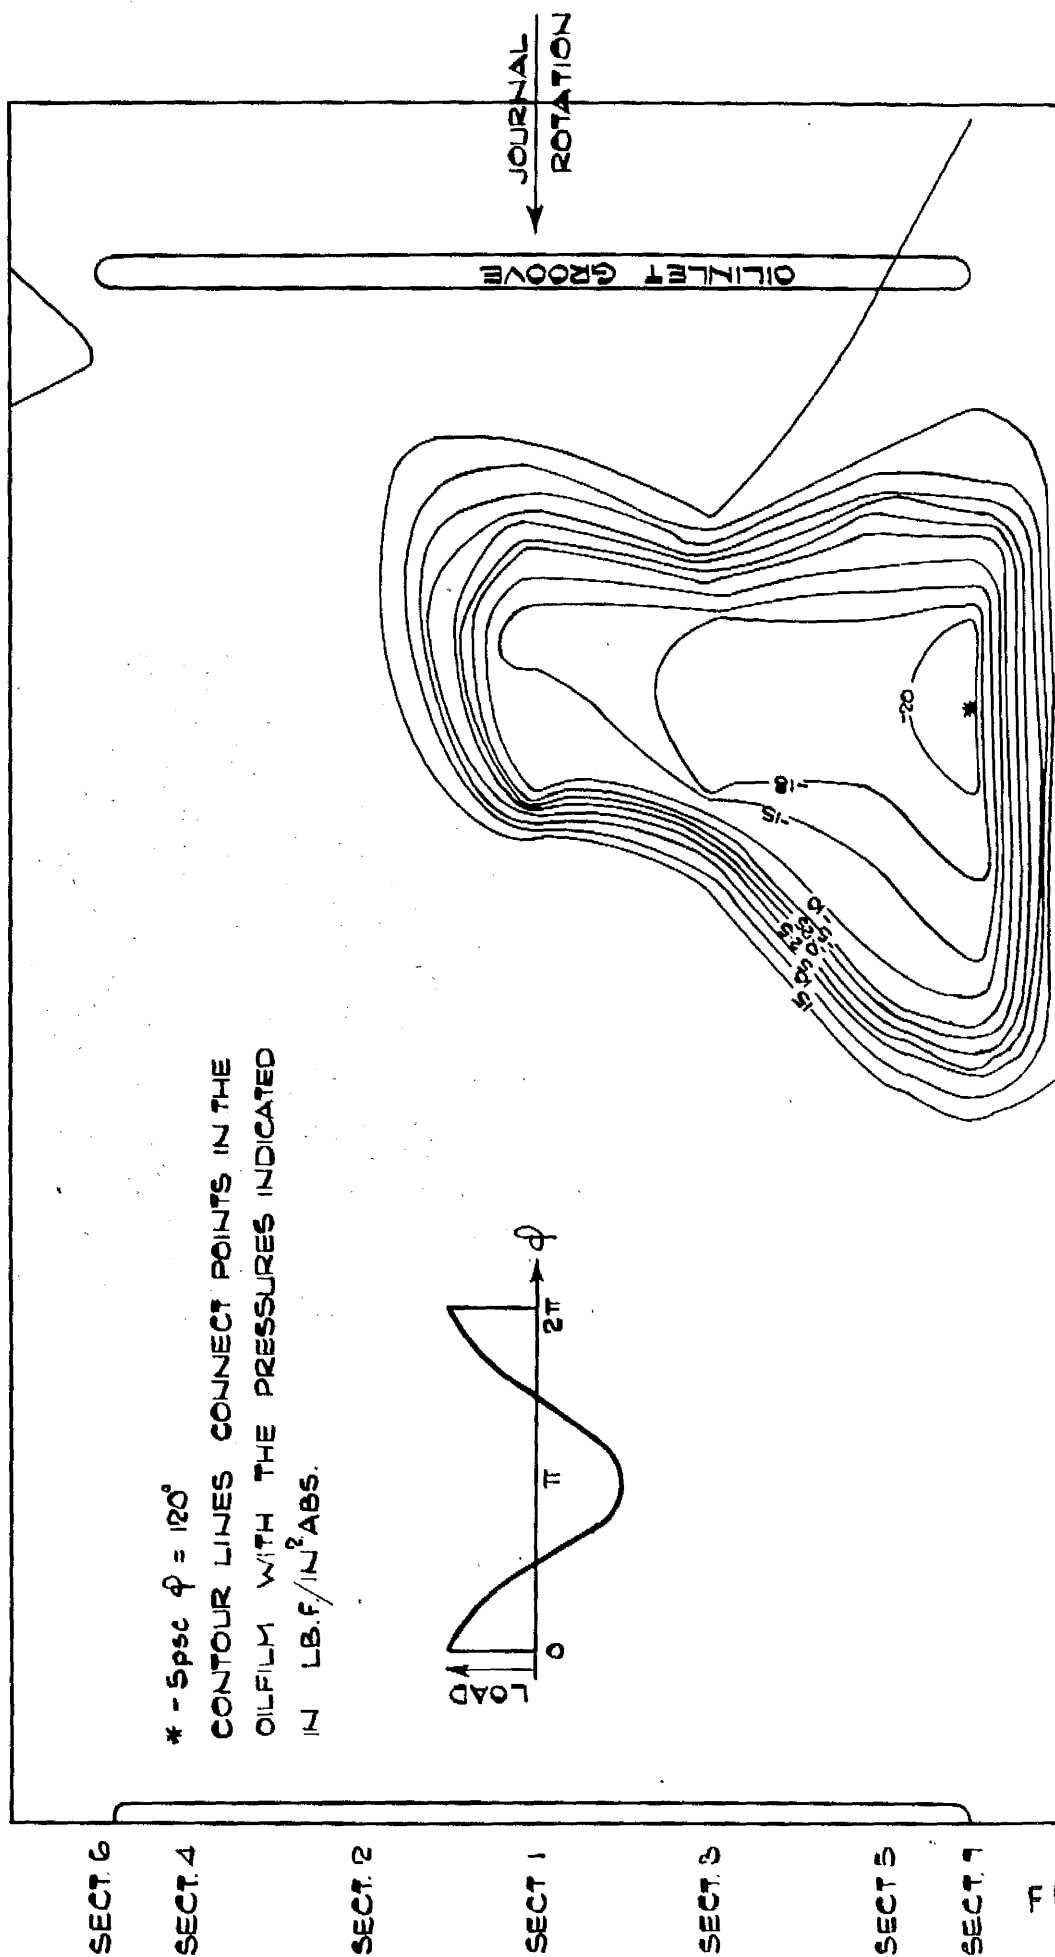 * - 5psc φ = 120°
CONTOUR LINES CONNECT POINTS IN THE
OILFILM WITH THE PRESSURES INDICATED
IN LB.F./IN² ABS.
LOAD
0
π
2π
φ
JOURNAL
ROTATION
OILINLET GROOVE
-20
-18
-15
15
SECT. 6
SECT. 4
SECT. 2
SECT 1
SECT. 3
SECT 5
SECT. 7